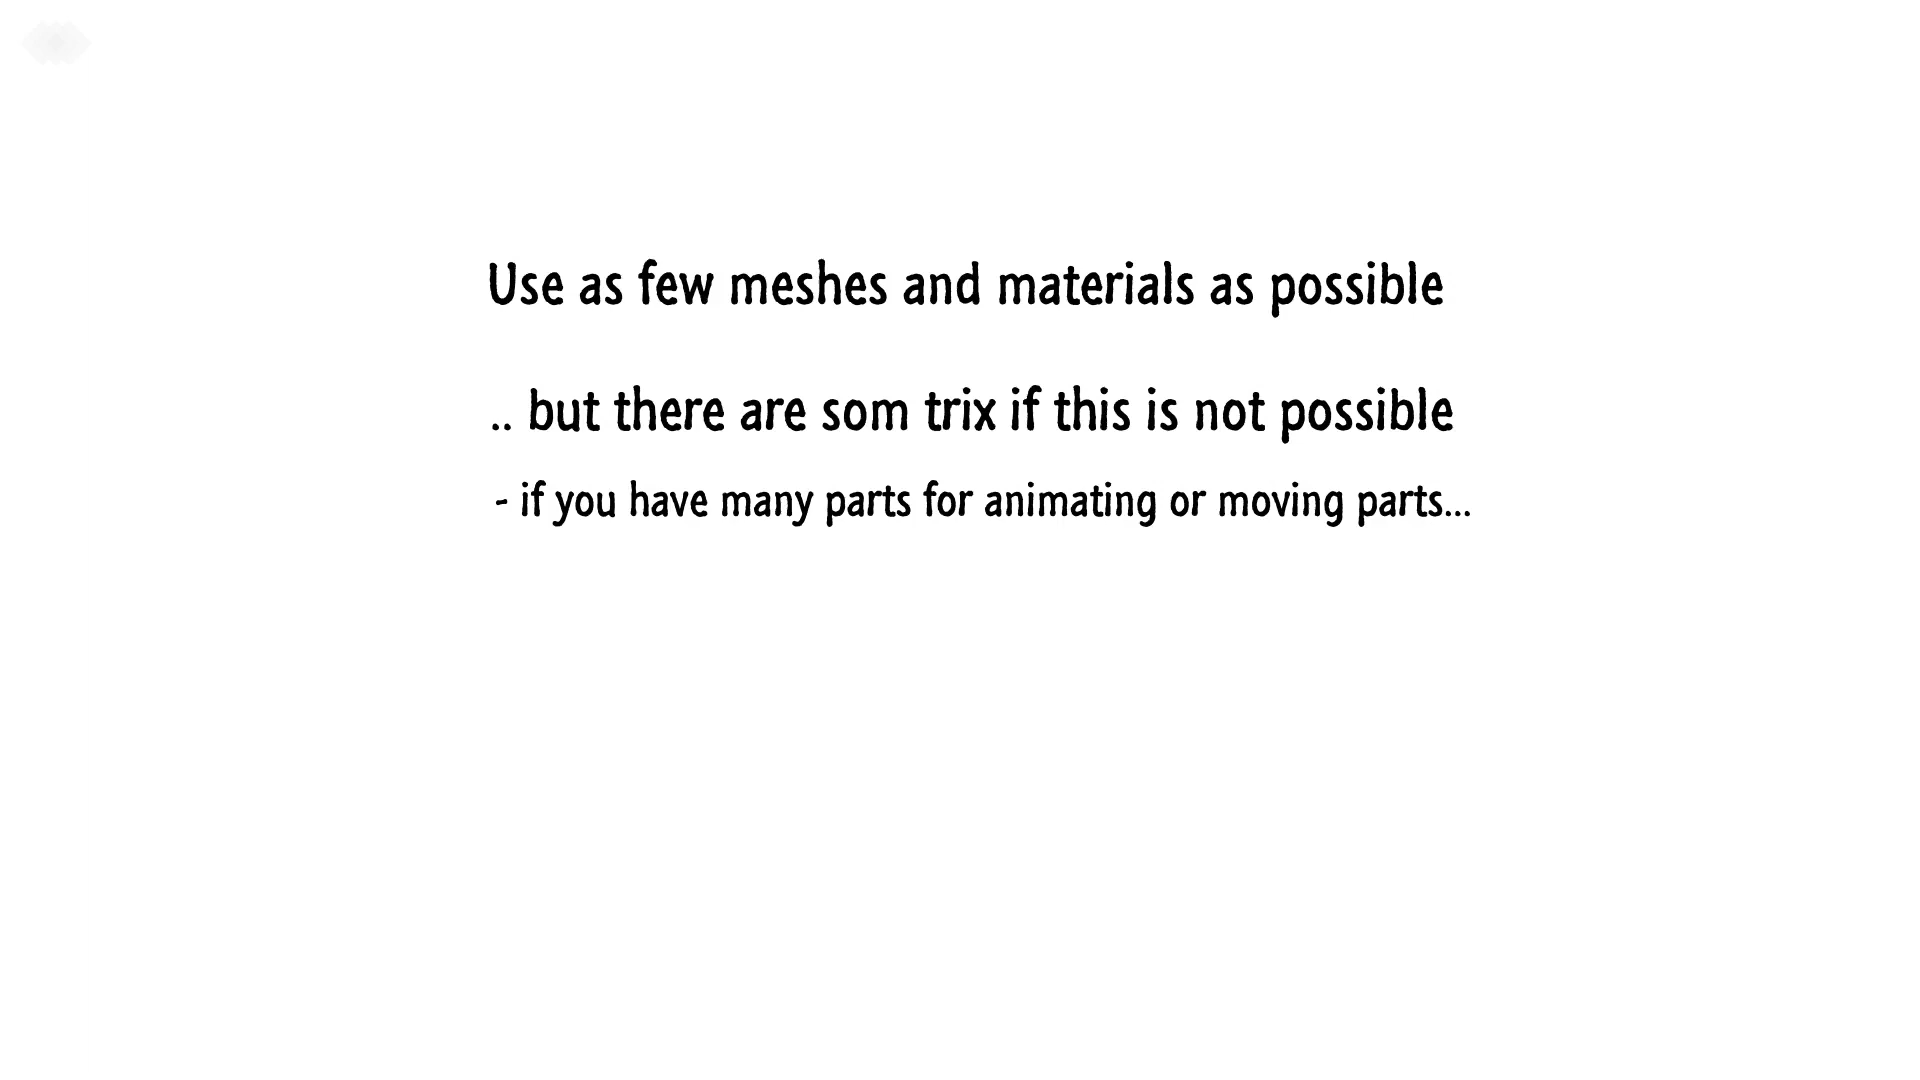 Use as few meshes and materials as possible
.. but there are som trix if this is not possible
- if you have many parts for animating or moving parts...